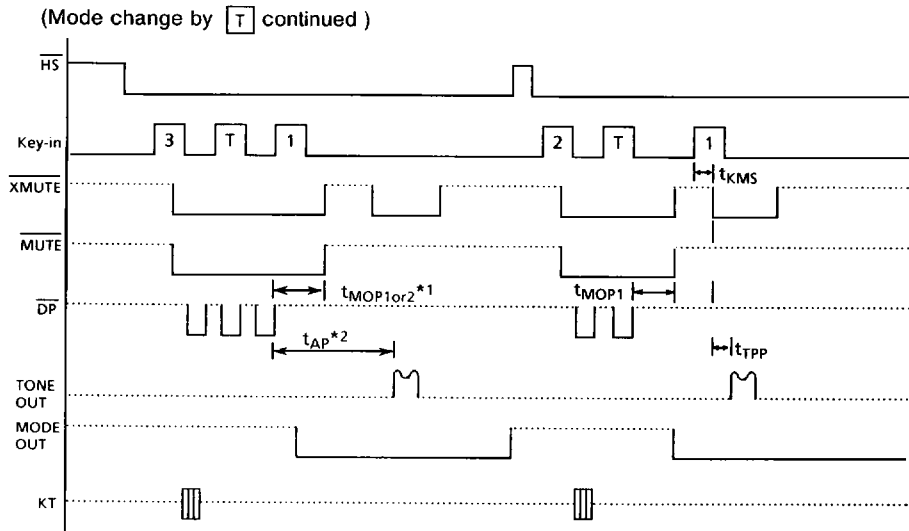 (Mode change by T continued)
HS
Key-in 3 T 1 2 T 1
tKMS
XMUTE
MUTE
tMOP1or2*1 tMOP1
DP
tAP*2 tTPP
TONE
OUT
MODE
OUT
KT